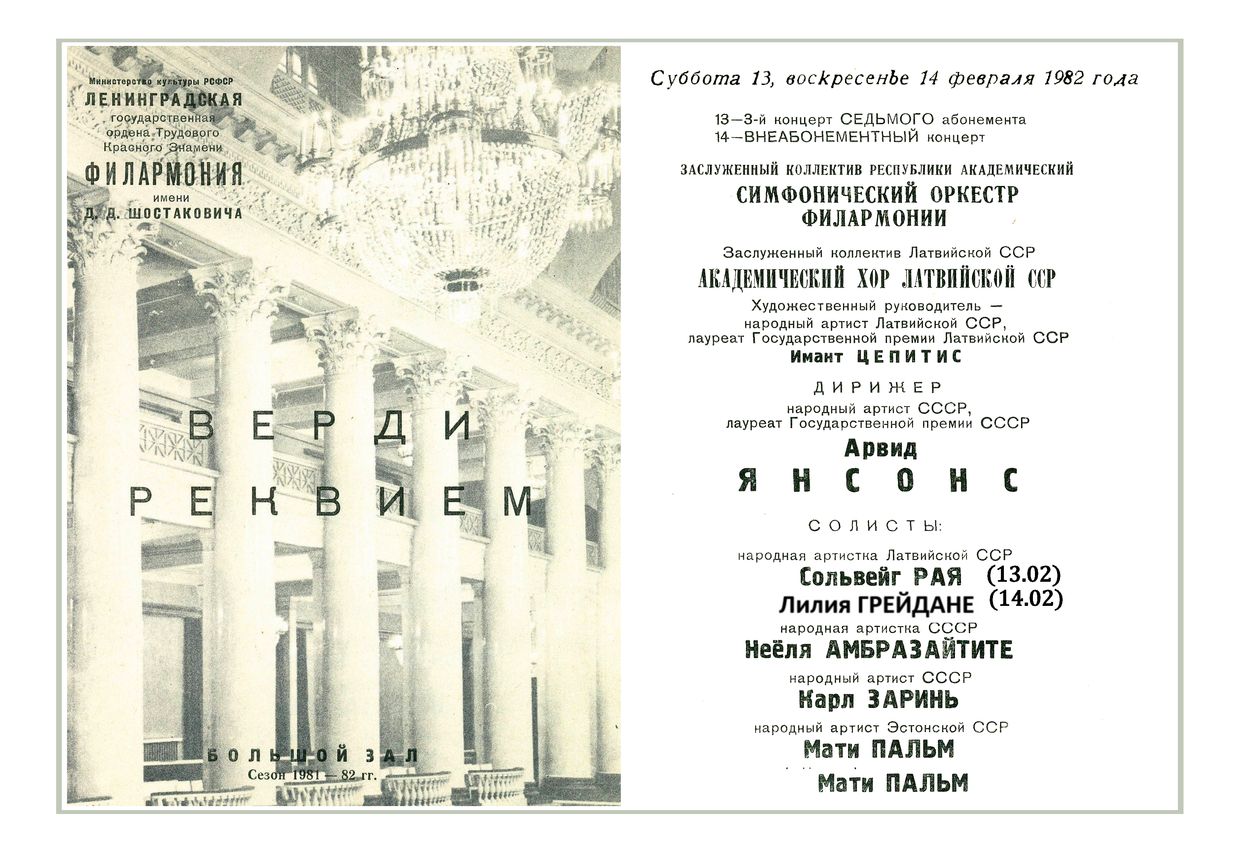 Министерство культуры РСФСР
ЛЕНИНГРАДСКАЯ
государственная
ордена Трудового
Красного Знамени
ФИЛАРМОНИЯ
имени
Д. Д. ШОСТАКОВИЧА
ВЕРДИ
РЕКВИЕМ
БОЛЬШОЙ ЗАЛ
Сезон 1981 — 82 гг.
Суббота 13, воскресенье 14 февраля 1982 года
13—3-й концерт СЕДЬМОГО абонемента
14—ВНЕАБОНЕМЕНТНЫЙ концерт
ЗАСЛУЖЕННЫЙ КОЛЛЕКТИВ РЕСПУБЛИКИ АКАДЕМИЧЕСКИЙ
СИМФОНИЧЕСКИЙ ОРКЕСТР
ФИЛАРМОНИИ
Заслуженный коллектив Латвийской ССР
АКАДЕМИЧЕСКИЙ ХОР ЛАТВИЙСКОЙ ССР
Художественный руководитель —
народный артист Латвийской ССР,
лауреат Государственной премии Латвийской ССР
Имант ЦЕПИТИС
ДИРИЖЕР
народный артист СССР,
лауреат Государственной премии СССР
Арвид
ЯНСОНС
СОЛИСТЫ:
народная артистка Латвийской ССР
Сольвейг РАЯ (13.02)
Лилия ГРЕЙДАНЕ (14.02)
народная артистка СССР
Неёля АМБРАЗАЙТИТЕ
народный артист СССР
Карл ЗАРИНЬ
народный артист Эстонской ССР
Мати ПАЛЬМ
Мати ПАЛЬМ